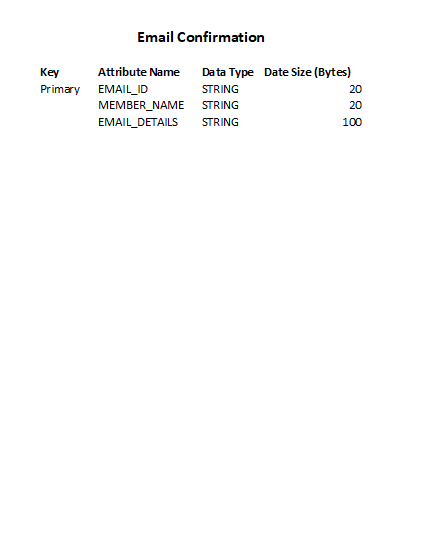 Email Confirmation
Key Attribute Name Data Type Date Size (Bytes)
Primary EMAIL_ID STRING 20
MEMBER_NAME STRING 20
EMAIL_DETAILS STRING 100